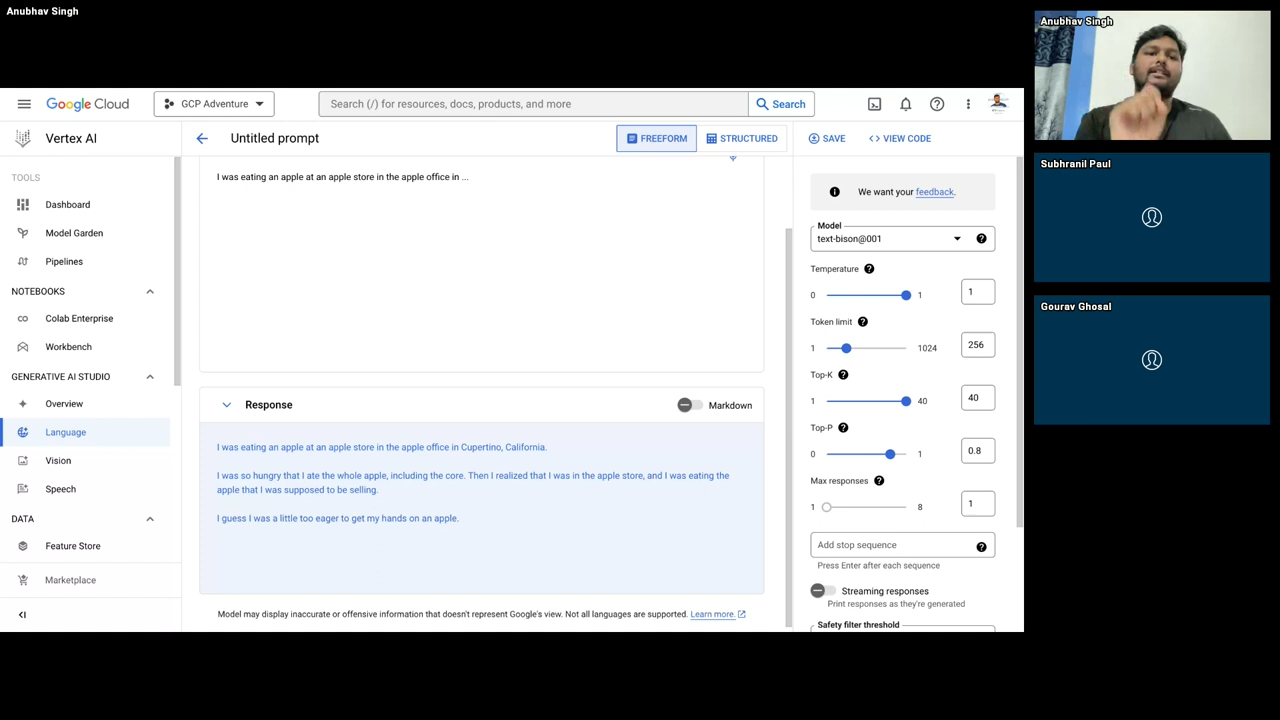 Anubhav Singh
Anubhav Singh
Subhranil Paul
Gourav Ghosal
Google Cloud
GCP Adventure
Search (/) for resources, docs, products, and more
Search
Vertex AI
Untitled prompt
FREEFORM
STRUCTURED
SAVE
<> VIEW CODE
TOOLS
Dashboard
Model Garden
Pipelines
NOTEBOOKS
Colab Enterprise
Workbench
GENERATIVE AI STUDIO
Overview
Language
Vision
Speech
DATA
Feature Store
Marketplace
I was eating an apple at an apple store in the apple office in ...
Response
Markdown
I was eating an apple at an apple store in the apple office in Cupertino, California.
I was so hungry that I ate the whole apple, including the core. Then I realized that I was in the apple store, and I was eating the
apple that I was supposed to be selling.
I guess I was a little too eager to get my hands on an apple.
Model may display inaccurate or offensive information that doesn't represent Google's view. Not all languages are supported. Learn more.
We want your feedback.
Model
text-bison@001
Temperature
0 1 1
Token limit
1 1024 256
Top-K
1 40 40
Top-P
0 1 0.8
Max responses
1 8 1
Add stop sequence
Press Enter after each sequence
Streaming responses
Print responses as they're generated
Safety filter threshold